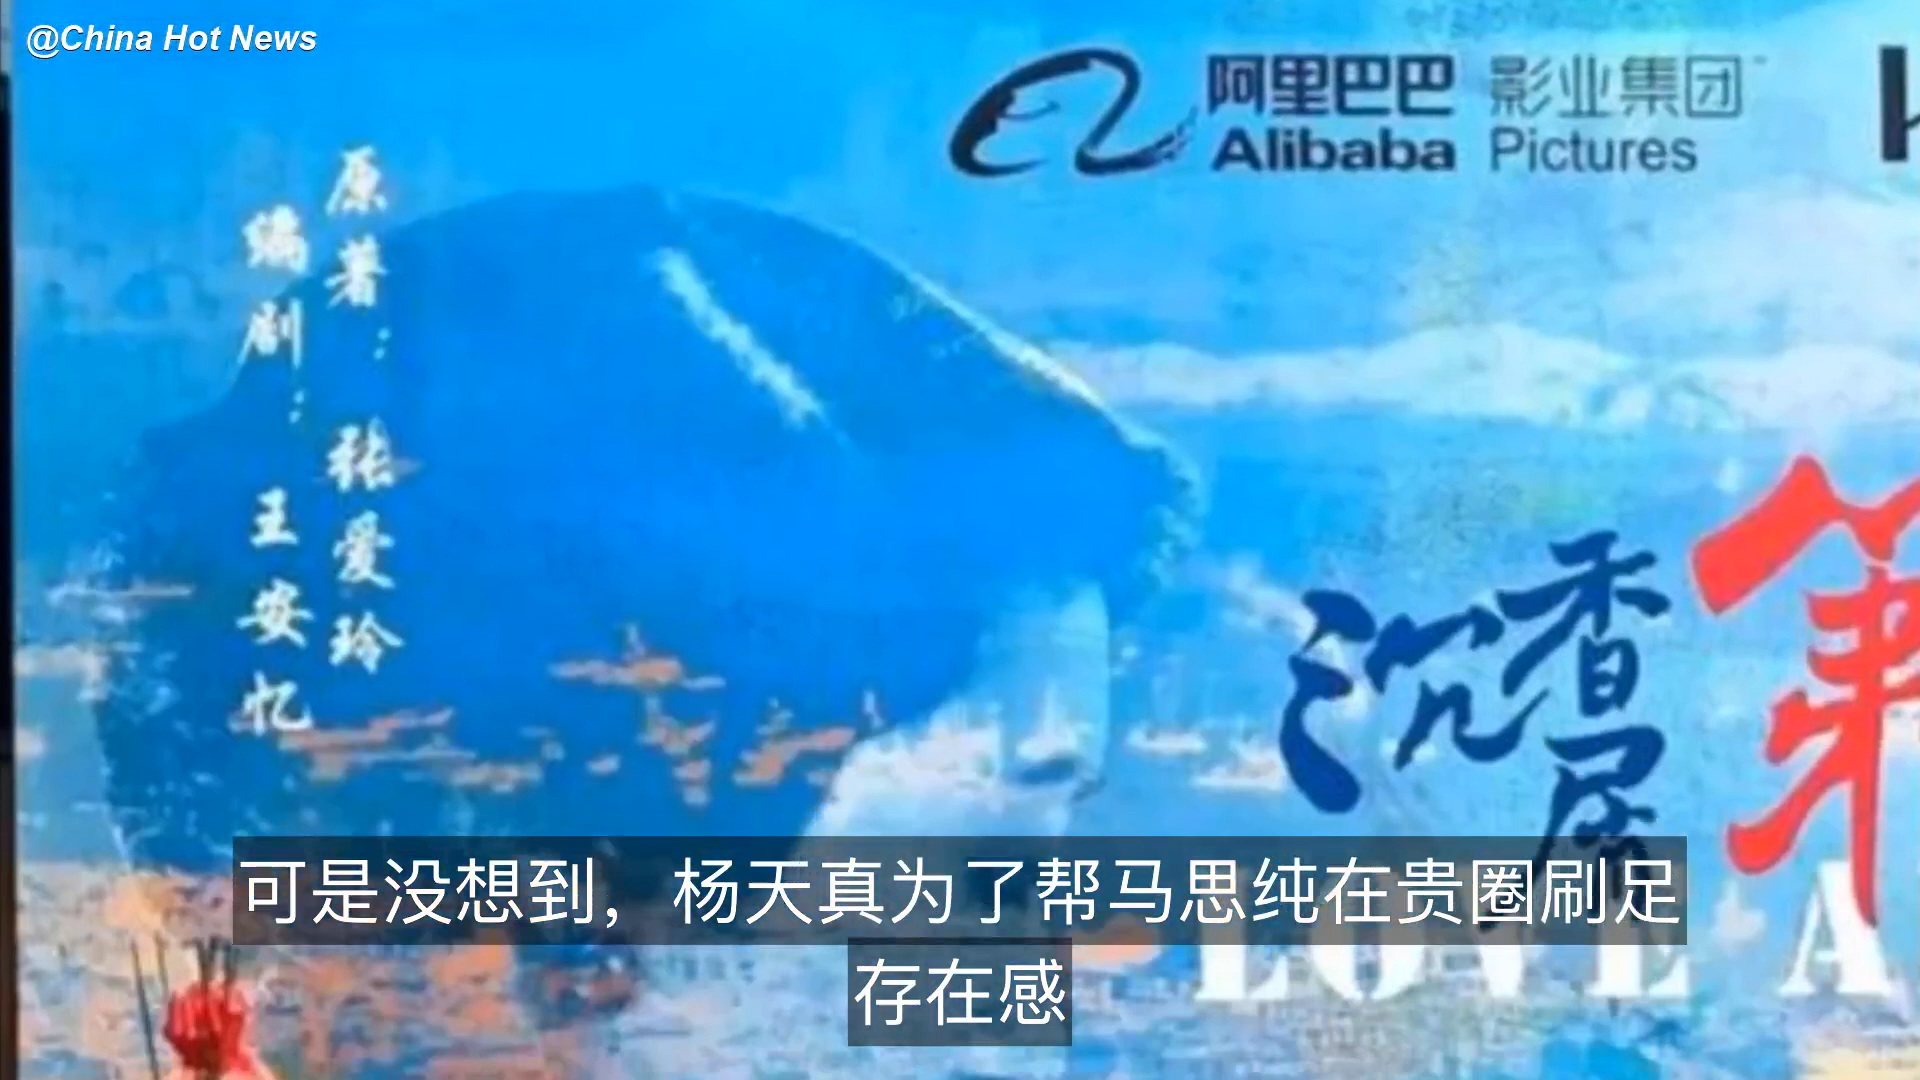 @China Hot News
阿里巴巴 影业集团
Alibaba Pictures
原著：张爱玲
编剧：王安忆
沉香屑
第
LOVE A
可是没想到，杨天真为了帮马思纯在贵圈刷足
存在感